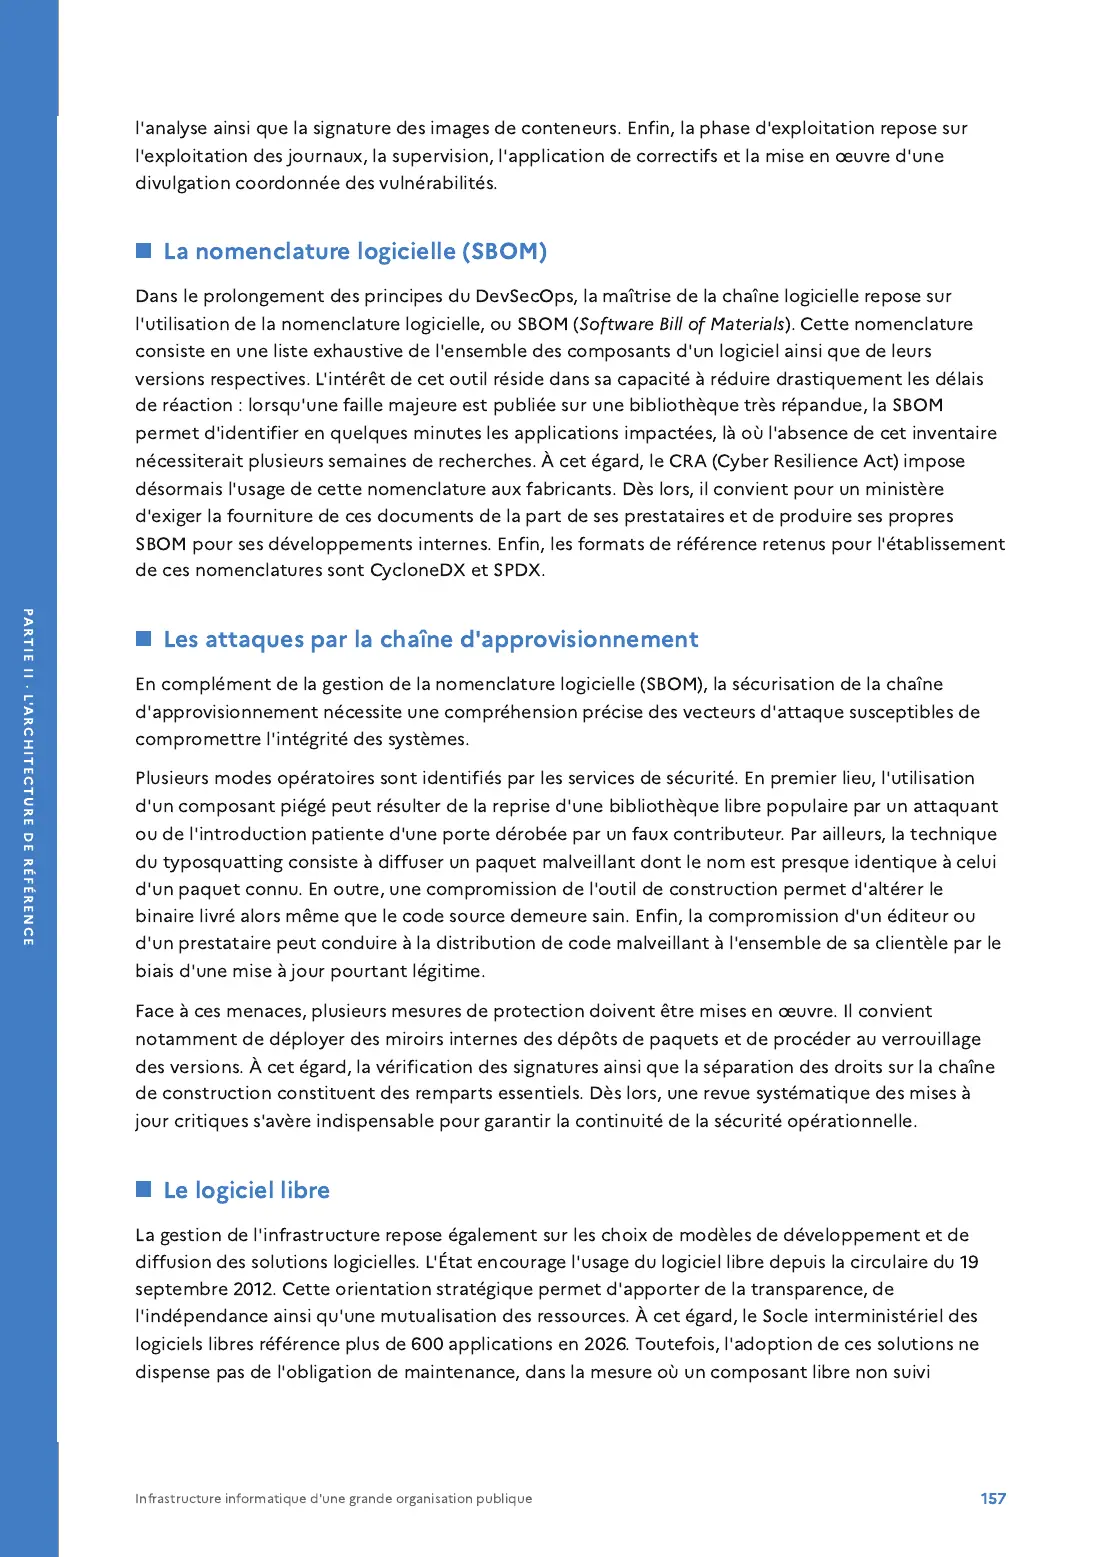 l'analyse ainsi que la signature des images de conteneurs. Enfin, la phase d'exploitation repose sur
l'exploitation des journaux, la supervision, l'application de correctifs et la mise en œuvre d'une
divulgation coordonnée des vulnérabilités.
La nomenclature logicielle (SBOM)
Dans le prolongement des principes du DevSecOps, la maîtrise de la chaîne logicielle repose sur
l'utilisation de la nomenclature logicielle, ou SBOM (Software Bill of Materials). Cette nomenclature
consiste en une liste exhaustive de l'ensemble des composants d'un logiciel ainsi que de leurs
versions respectives. L'intérêt de cet outil réside dans sa capacité à réduire drastiquement les délais
de réaction : lorsqu'une faille majeure est publiée sur une bibliothèque très répandue, la SBOM
permet d'identifier en quelques minutes les applications impactées, là où l'absence de cet inventaire
nécessiterait plusieurs semaines de recherches. À cet égard, le CRA (Cyber Resilience Act) impose
désormais l'usage de cette nomenclature aux fabricants. Dès lors, il convient pour un ministère
d'exiger la fourniture de ces documents de la part de ses prestataires et de produire ses propres
SBOM pour ses développements internes. Enfin, les formats de référence retenus pour l'établissement
de ces nomenclatures sont CycloneDX et SPDX.
Les attaques par la chaîne d'approvisionnement
En complément de la gestion de la nomenclature logicielle (SBOM), la sécurisation de la chaîne
d'approvisionnement nécessite une compréhension précise des vecteurs d'attaque susceptibles de
compromettre l'intégrité des systèmes.
Plusieurs modes opératoires sont identifiés par les services de sécurité. En premier lieu, l'utilisation
d'un composant piégé peut résulter de la reprise d'une bibliothèque libre populaire par un attaquant
ou de l'introduction patiente d'une porte dérobée par un faux contributeur. Par ailleurs, la technique
du typosquatting consiste à diffuser un paquet malveillant dont le nom est presque identique à celui
d'un paquet connu. En outre, une compromission de l'outil de construction permet d'altérer le
binaire livré alors même que le code source demeure sain. Enfin, la compromission d'un éditeur ou
d'un prestataire peut conduire à la distribution de code malveillant à l'ensemble de sa clientèle par le
biais d'une mise à jour pourtant légitime.
Face à ces menaces, plusieurs mesures de protection doivent être mises en œuvre. Il convient
notamment de déployer des miroirs internes des dépôts de paquets et de procéder au verrouillage
des versions. À cet égard, la vérification des signatures ainsi que la séparation des droits sur la chaîne
de construction constituent des remparts essentiels. Dès lors, une revue systématique des mises à
jour critiques s'avère indispensable pour garantir la continuité de la sécurité opérationnelle.
Le logiciel libre
La gestion de l'infrastructure repose également sur les choix de modèles de développement et de
diffusion des solutions logicielles. L'État encourage l'usage du logiciel libre depuis la circulaire du 19
septembre 2012. Cette orientation stratégique permet d'apporter de la transparence, de
l'indépendance ainsi qu'une mutualisation des ressources. À cet égard, le Socle interministériel des
logiciels libres référence plus de 600 applications en 2026. Toutefois, l'adoption de ces solutions ne
dispense pas de l'obligation de maintenance, dans la mesure où un composant libre non suivi
PARTIE II · L'ARCHITECTURE DE RÉFÉRENCE
Infrastructure informatique d'une grande organisation publique
157